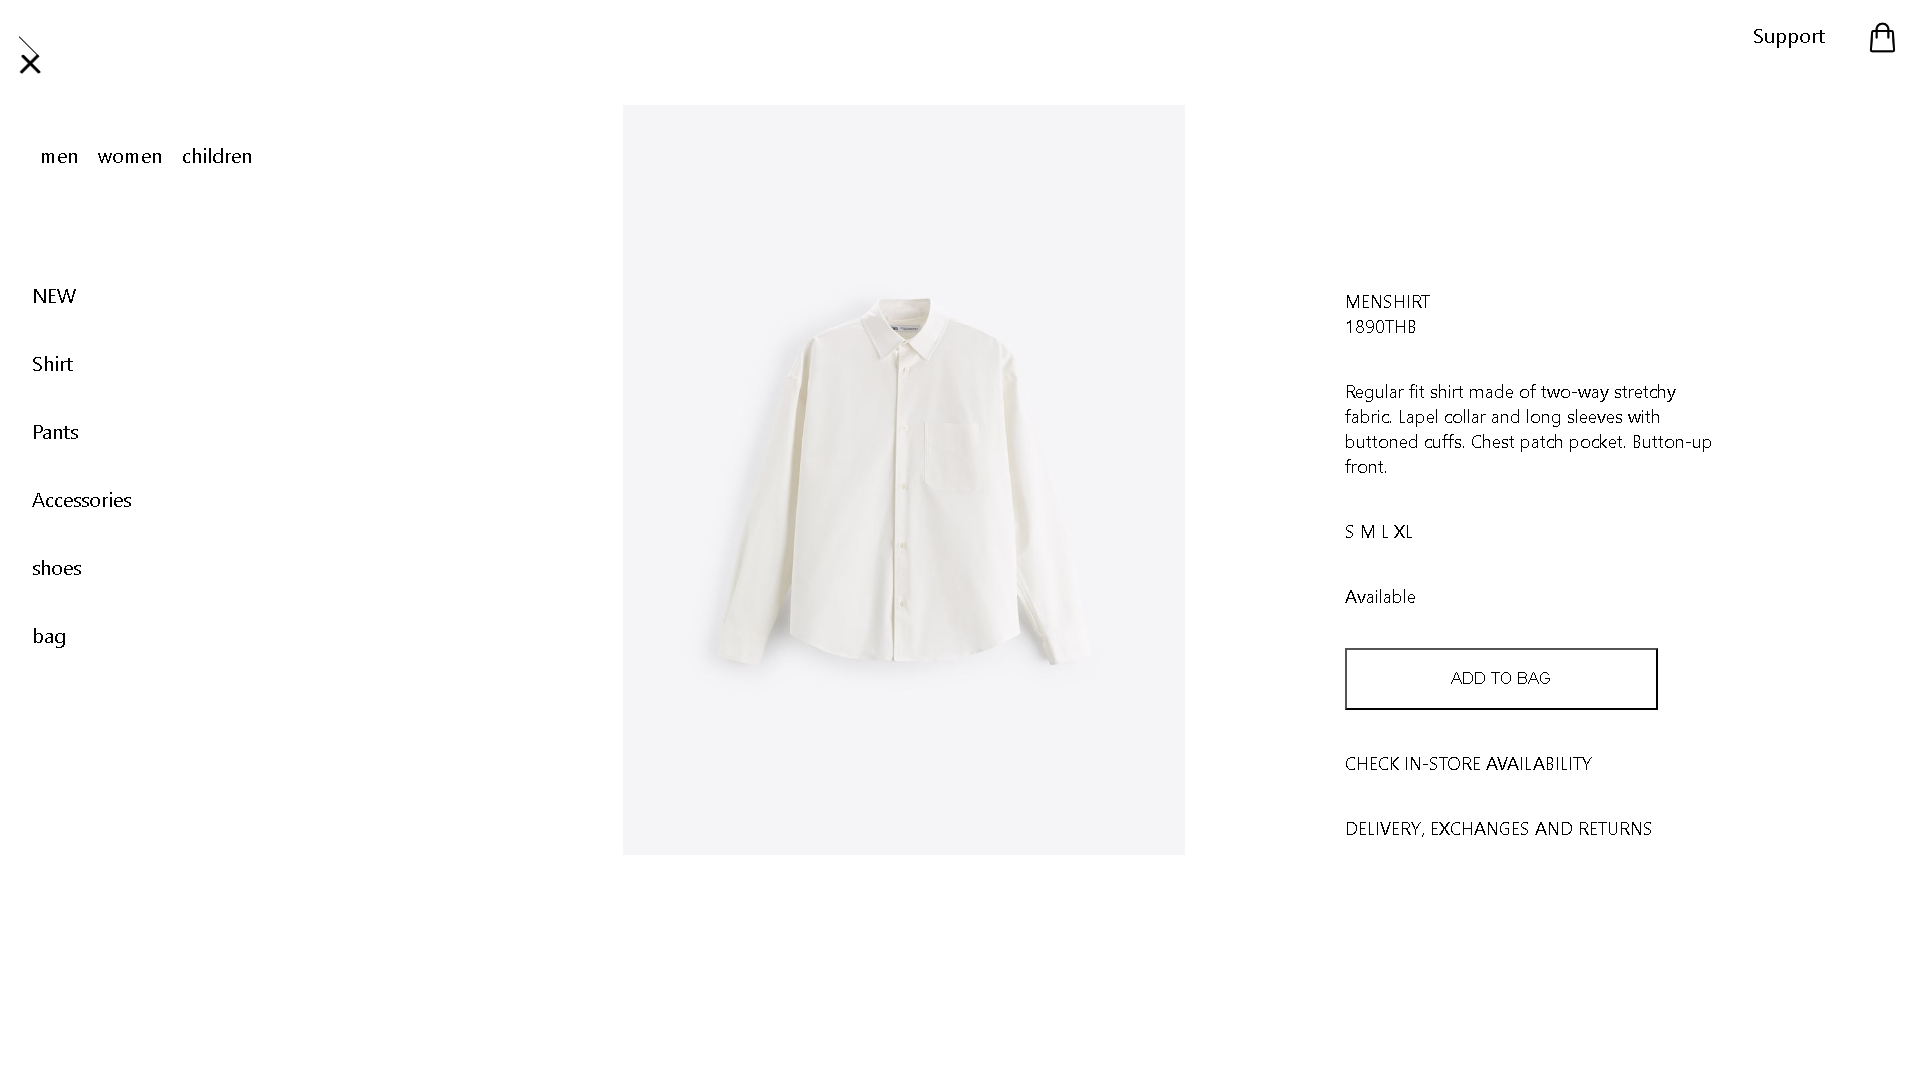 Support
men women children
NEW
Shirt
Pants
Accessories
shoes
bag
MENSHIRT
1890THB
Regular fit shirt made of two-way stretchy
fabric. Lapel collar and long sleeves with
buttoned cuffs. Chest patch pocket. Button-up
front.
S M L XL
Available
ADD TO BAG
CHECK IN-STORE AVAILABILITY
DELIVERY, EXCHANGES AND RETURNS